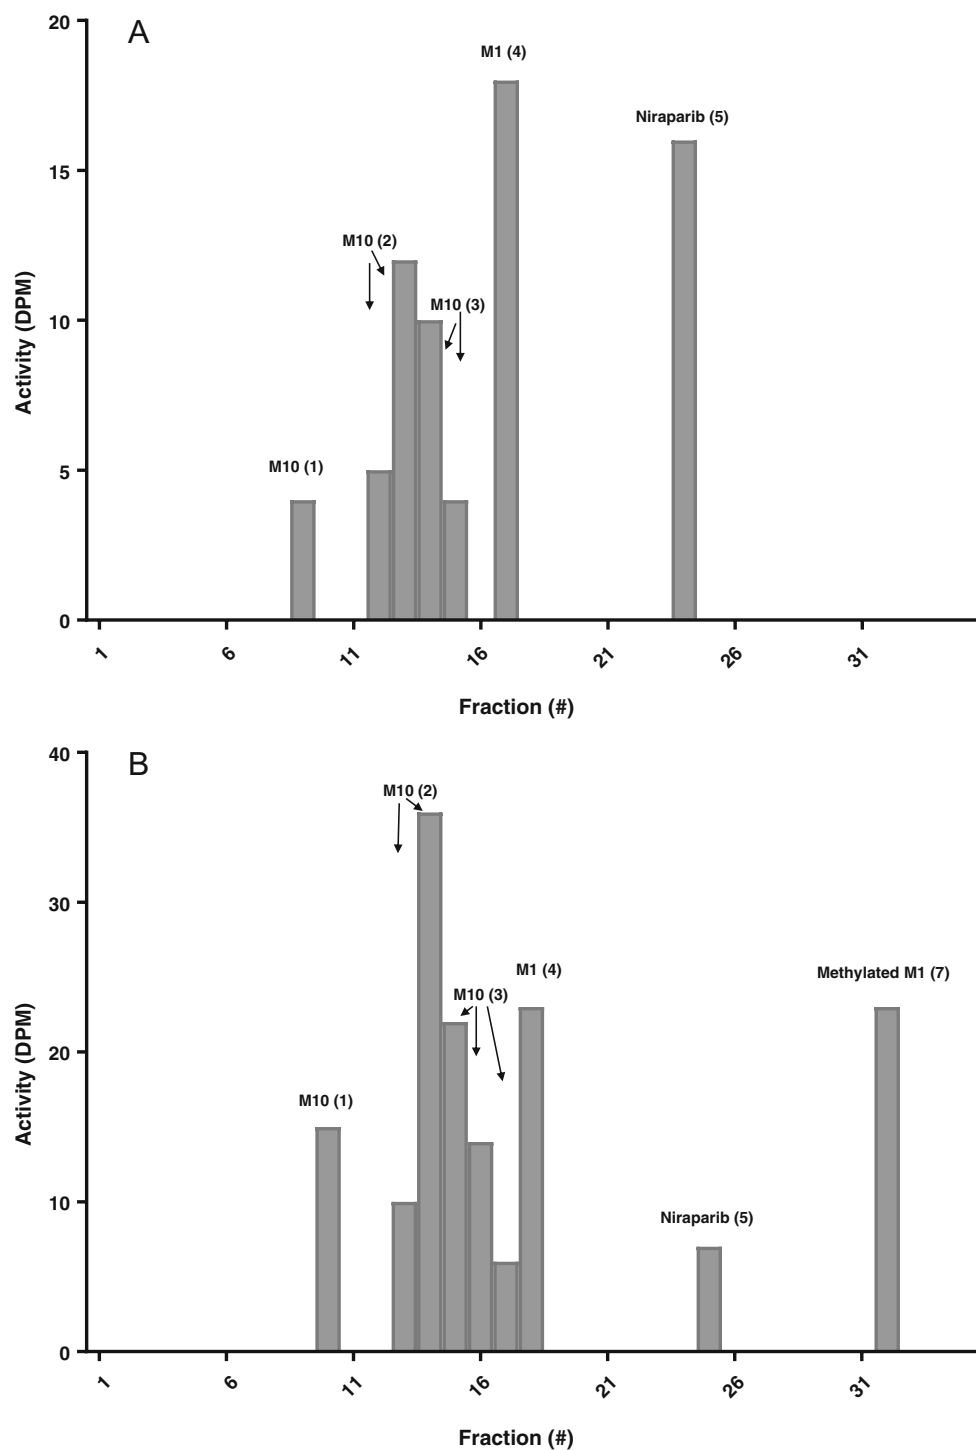 A
20
M1 (4)
Niraparib (5)
15
M10 (2)
M10 (3)
10
Activity (DPM)
M10 (1)
5
0
1 6 11 16 21 26 31
Fraction (#)
B
40
M10 (2)
30
M1 (4)
Methylated M1 (7)
M10 (3)
20
Activity (DPM)
M10 (1)
10
Niraparib (5)
0
1 6 11 16 21 26 31
Fraction (#)